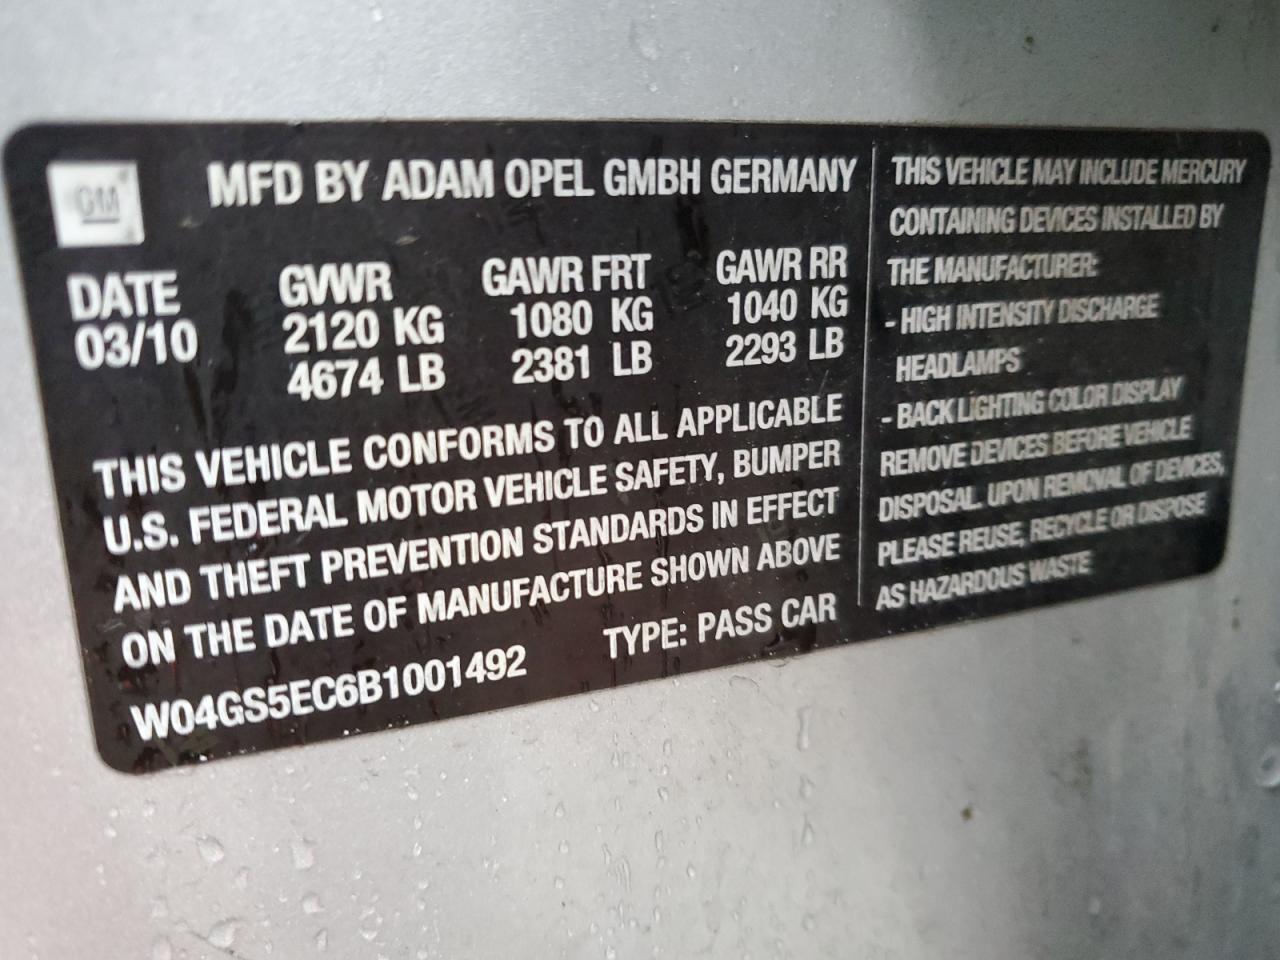 GM
MFD BY ADAM OPEL GMBH GERMANY
DATE GVWR GAWR FRT GAWR RR
03/10 2120 KG 1080 KG 1040 KG
4674 LB 2381 LB 2293 LB
THIS VEHICLE CONFORMS TO ALL APPLICABLE
U.S. FEDERAL MOTOR VEHICLE SAFETY, BUMPER
AND THEFT PREVENTION STANDARDS IN EFFECT
ON THE DATE OF MANUFACTURE SHOWN ABOVE
W04GS5EC6B1001492 TYPE: PASS CAR
THIS VEHICLE MAY INCLUDE MERCURY
CONTAINING DEVICES INSTALLED BY
THE MANUFACTURER:
- HIGH INTENSITY DISCHARGE
HEADLAMPS
- BACK LIGHTING COLOR DISPLAY
REMOVE DEVICES BEFORE VEHICLE
DISPOSAL. UPON REMOVAL OF DEVICES,
PLEASE REUSE, RECYCLE OR DISPOSE
AS HAZARDOUS WASTE